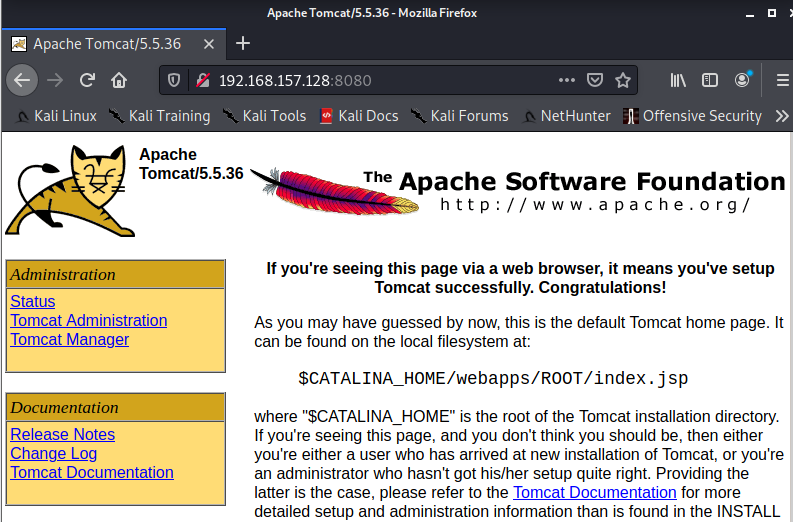 Apache Tomcat/5.5.36 - Mozilla Firefox
Apache Tomcat/5.5.36
192.168.157.128:8080
Kali Linux Kali Training Kali Tools Kali Docs Kali Forums NetHunter Offensive Security
Apache
Tomcat/5.5.36
The Apache Software Foundation
http://www.apache.org/
Administration
Status
Tomcat Administration
Tomcat Manager
Documentation
Release Notes
Change Log
Tomcat Documentation
If you're seeing this page via a web browser, it means you've setup
Tomcat successfully. Congratulations!
As you may have guessed by now, this is the default Tomcat home page. It
can be found on the local filesystem at:
$CATALINA_HOME/webapps/ROOT/index.jsp
where "$CATALINA_HOME" is the root of the Tomcat installation directory.
If you're seeing this page, and you don't think you should be, then either
you're either a user who has arrived at new installation of Tomcat, or you're
an administrator who hasn't got his/her setup quite right. Providing the
latter is the case, please refer to the Tomcat Documentation for more
detailed setup and administration information than is found in the INSTALL